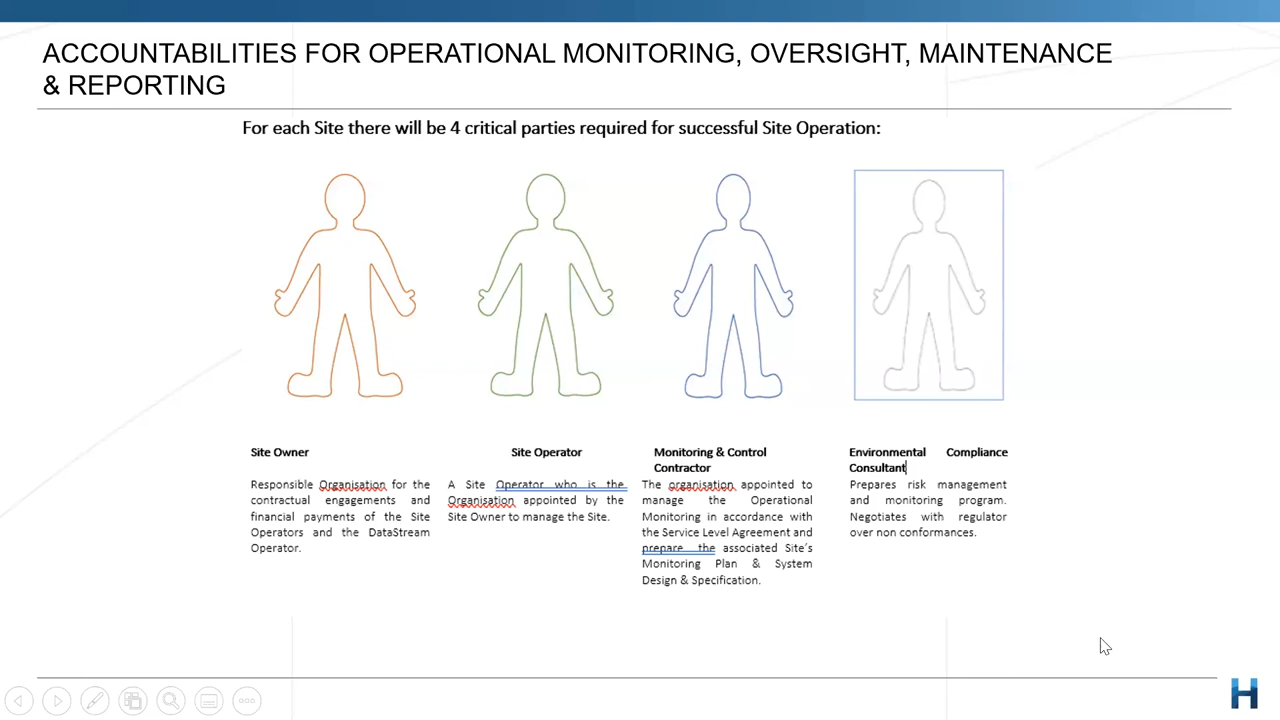 ACCOUNTABILITIES FOR OPERATIONAL MONITORING, OVERSIGHT, MAINTENANCE
& REPORTING
For each Site there will be 4 critical parties required for successful Site Operation:
Site Owner
Responsible Organisation for the
contractual engagements and
financial payments of the Site
Operators and the DataStream
Operator.
Site Operator
A Site Operator who is the
Organisation appointed by the
Site Owner to manage the Site.
Monitoring & Control
Contractor
The organisation appointed to
manage the Operational
Monitoring in accordance with
the Service Level Agreement and
prepare the associated Site's
Monitoring Plan & System
Design & Specification.
Environmental Compliance
Consultant
Prepares risk management
and monitoring program.
Negotiates with regulator
over non conformances.
H